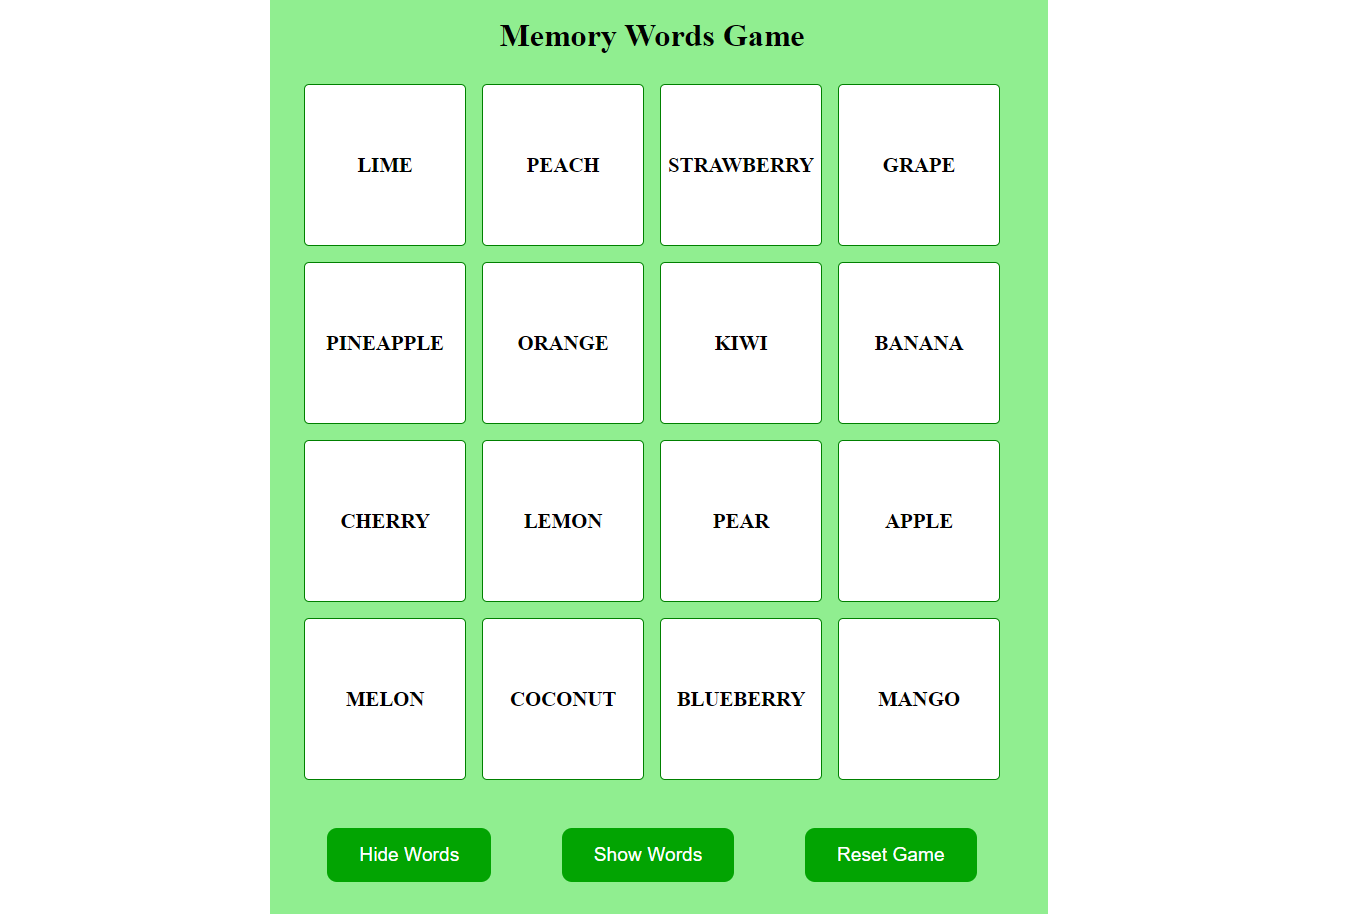 Memory Words Game
LIME PEACH STRAWBERRY GRAPE
PINEAPPLE ORANGE KIWI BANANA
CHERRY LEMON PEAR APPLE
MELON COCONUT BLUEBERRY MANGO
Hide Words Show Words Reset Game